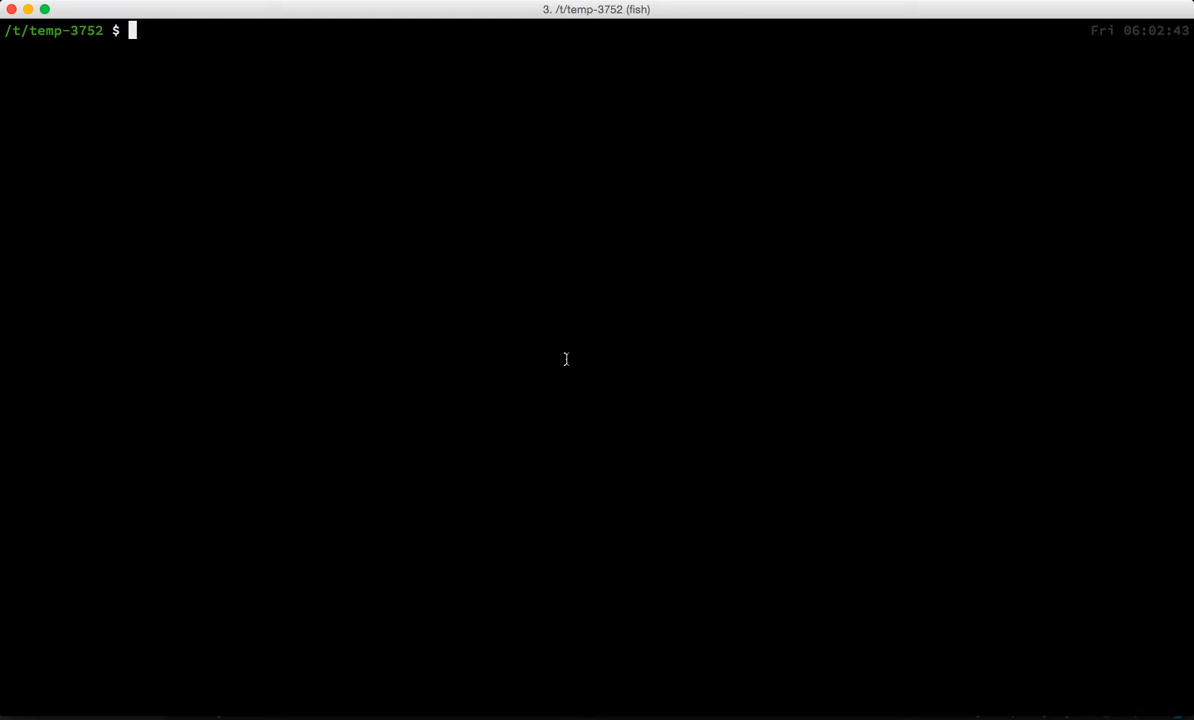 3. /t/temp-3752 (fish)
/t/temp-3752 $ Fri 06:02:43